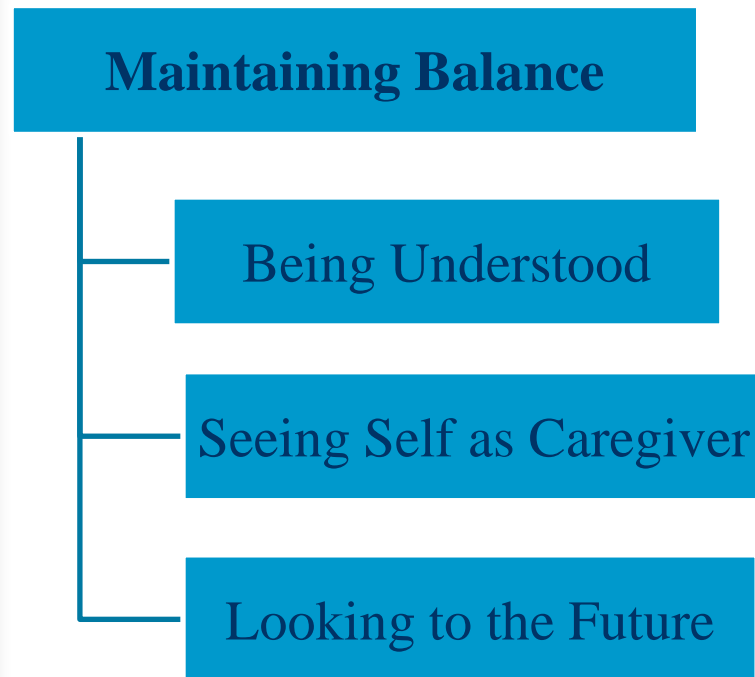 Maintaining Balance
Being Understood
Seeing Self as Caregiver
Looking to the Future